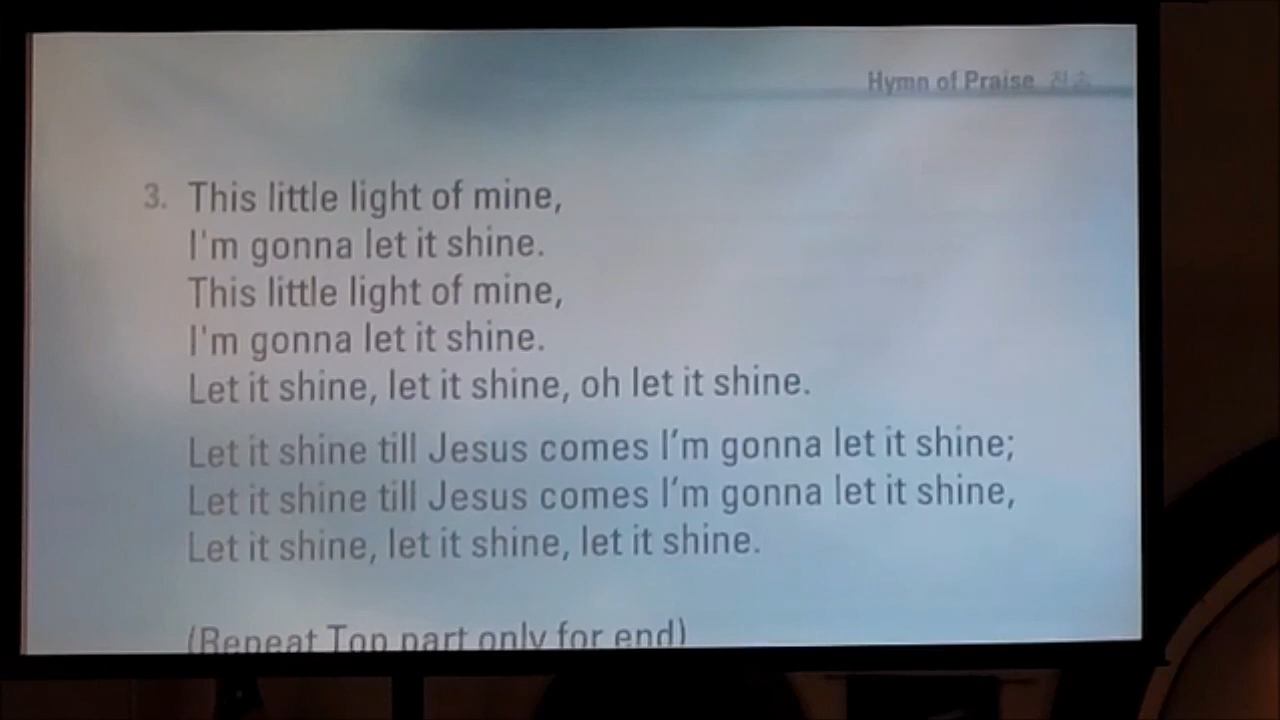 Hymn of Praise 찬송
3. This little light of mine,
I'm gonna let it shine.
This little light of mine,
I'm gonna let it shine.
Let it shine, let it shine, oh let it shine.
Let it shine till Jesus comes I'm gonna let it shine;
Let it shine till Jesus comes I'm gonna let it shine,
Let it shine, let it shine, let it shine.
(Repeat Top part only for end)